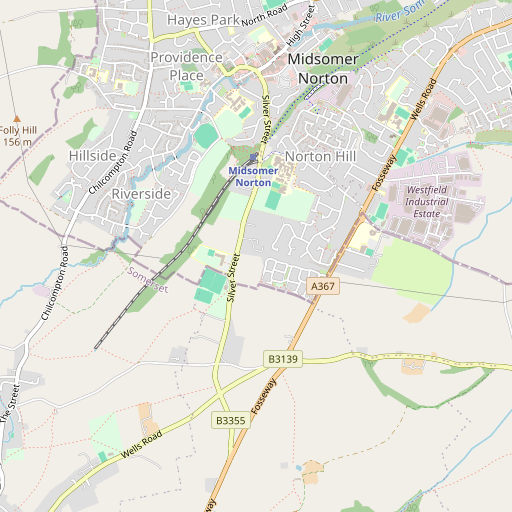 Hayes Park
North Road
High Street
River Som
Providence
Place
Midsomer
Norton
Wells Road
Silver Street
Folly Hill
156 m
Hillside
Chilcompton Road
Midsomer
Norton
Norton Hill
Fosseway
Riverside
Westfield
Industrial
Estate
Chilcompton Road
Somerset
Silver Street
A367
B3139
The Street
Fosseway
B3355
Wells Road
way